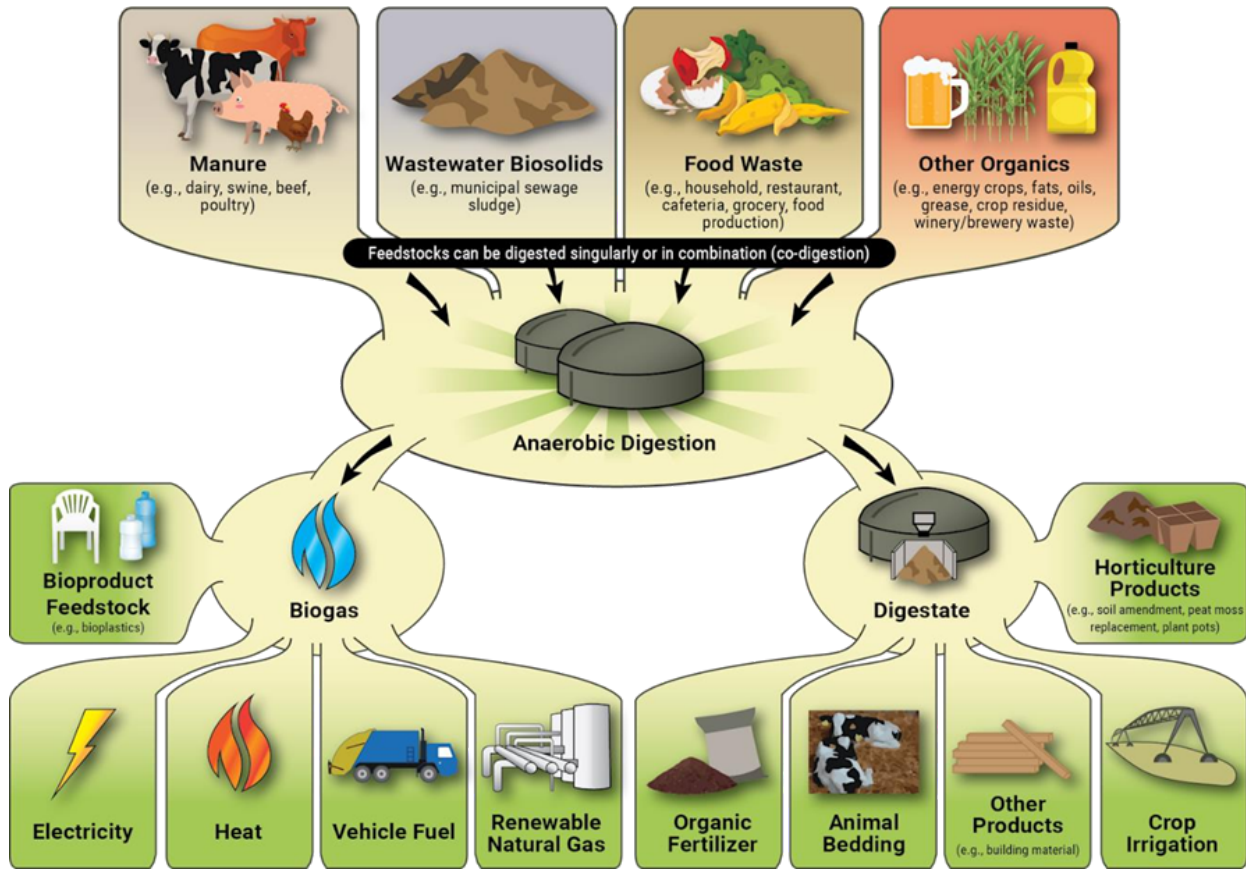 Manure
(e.g., dairy, swine, beef,
poultry)
Wastewater Biosolids
(e.g., municipal sewage
sludge)
Food Waste
(e.g., household, restaurant,
cafeteria, grocery, food
production)
Other Organics
(e.g., energy crops, fats, oils,
grease, crop residue,
winery/brewery waste)
Feedstocks can be digested singularly or in combination (co-digestion)
Anaerobic Digestion
Bioproduct
Feedstock
(e.g., bioplastics)
Biogas
Digestate
Horticulture
Products
(e.g., soil amendment, peat moss
replacement, plant pots)
Electricity
Heat
Vehicle Fuel
Renewable
Natural Gas
Organic
Fertilizer
Animal
Bedding
Other
Products
(e.g., building material)
Crop
Irrigation